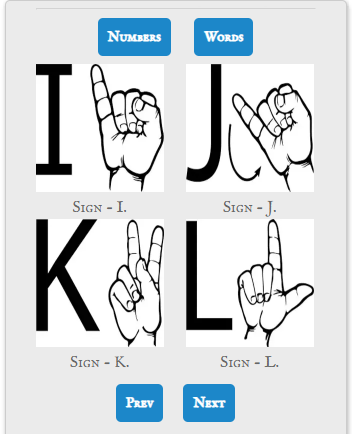 Numbers Words
I J
Sign - I. Sign - J.
K L
Sign - K. Sign - L.
Prev Next